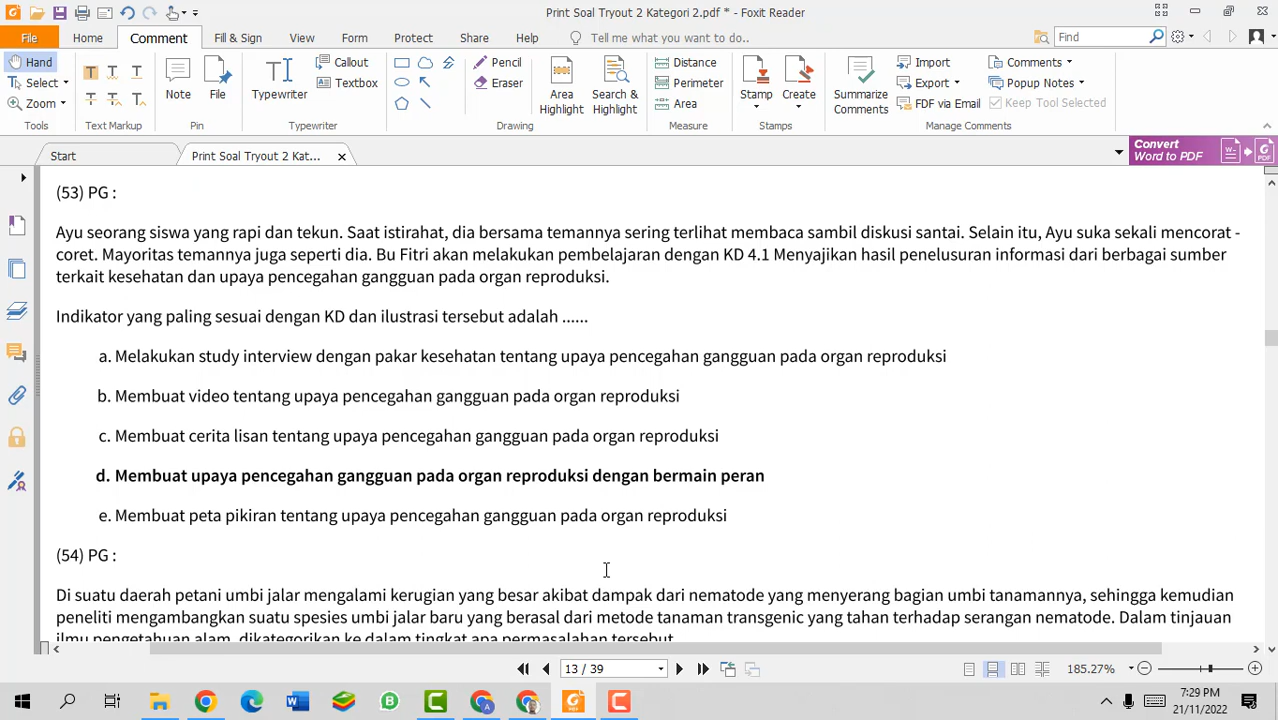 Print Soal Tryout 2 Kategori 2.pdf * - Foxit Reader
File Home Comment Fill & Sign View Form Protect Share Help Tell me what you want to do.. Find
Hand
Select
Zoom
Tools
T T T
T T T
Text Markup
Note File
Pin
Typewriter
Callout
Textbox
Typewriter
Pencil
Eraser
Area Highlight
Search & Highlight
Drawing
Distance
Perimeter
Area
Measure
Stamp Create
Stamps
Summarize Comments
Import
Export
FDF via Email
Comments
Popup Notes
Keep Tool Selected
Manage Comments
Start Print Soal Tryout 2 Kat... Convert
Word to PDF
(53) PG :
Ayu seorang siswa yang rapi dan tekun. Saat istirahat, dia bersama temannya sering terlihat membaca sambil diskusi santai. Selain itu, Ayu suka sekali mencorat -
coret. Mayoritas temannya juga seperti dia. Bu Fitri akan melakukan pembelajaran dengan KD 4.1 Menyajikan hasil penelusuran informasi dari berbagai sumber
terkait kesehatan dan upaya pencegahan gangguan pada organ reproduksi.
Indikator yang paling sesuai dengan KD dan ilustrasi tersebut adalah ......
a. Melakukan study interview dengan pakar kesehatan tentang upaya pencegahan gangguan pada organ reproduksi
b. Membuat video tentang upaya pencegahan gangguan pada organ reproduksi
c. Membuat cerita lisan tentang upaya pencegahan gangguan pada organ reproduksi
d. Membuat upaya pencegahan gangguan pada organ reproduksi dengan bermain peran
e. Membuat peta pikiran tentang upaya pencegahan gangguan pada organ reproduksi
(54) PG :
Di suatu daerah petani umbi jalar mengalami kerugian yang besar akibat dampak dari nematode yang menyerang bagian umbi tanamannya, sehingga kemudian
peneliti mengambangkan suatu spesies umbi jalar baru yang berasal dari metode tanaman transgenic yang tahan terhadap serangan nematode. Dalam tinjauan
ilmu pengetahuan alam, dikategorikan ke dalam tingkat apa permasalahan tersebut
13 / 39 185.27%
7:29 PM
21/11/2022